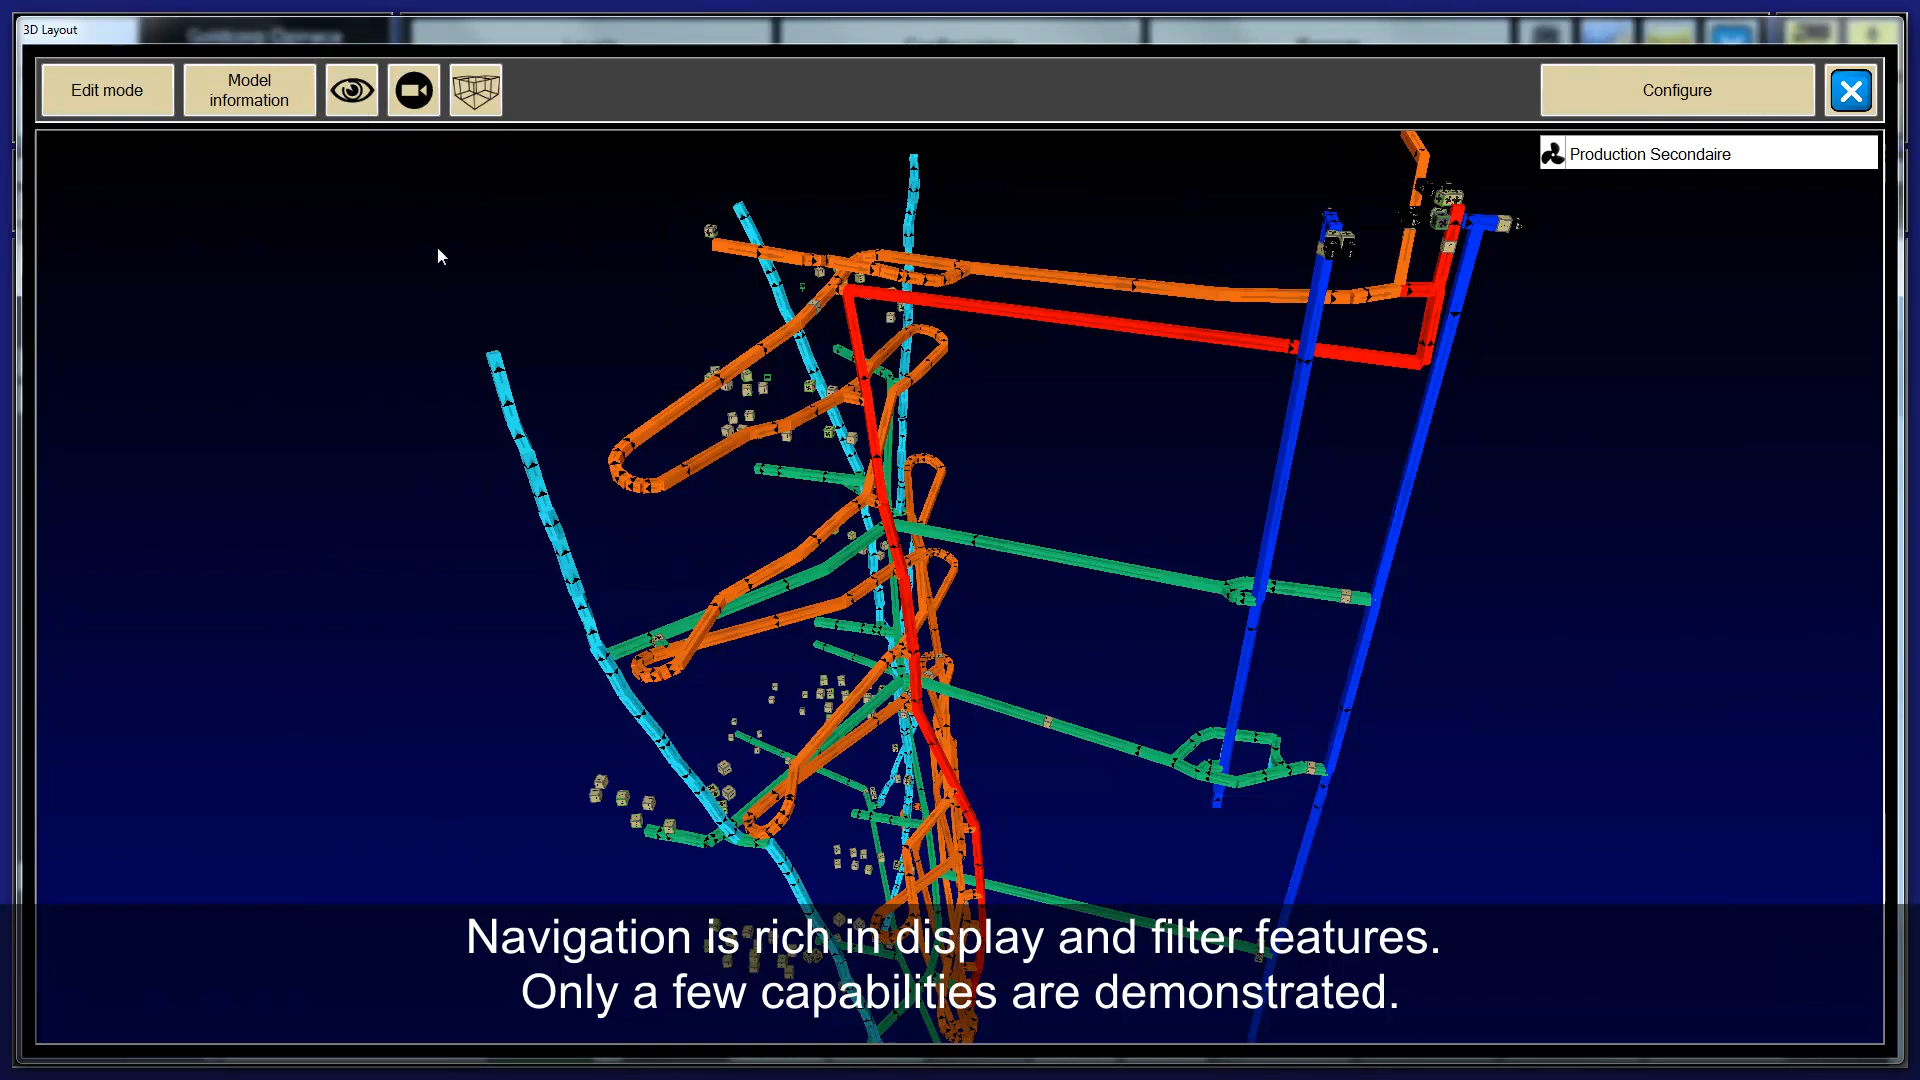 3D Layout
Edit mode
Model
information
Configure
Production Secondaire
Navigation is rich in display and filter features.
Only a few capabilities are demonstrated.